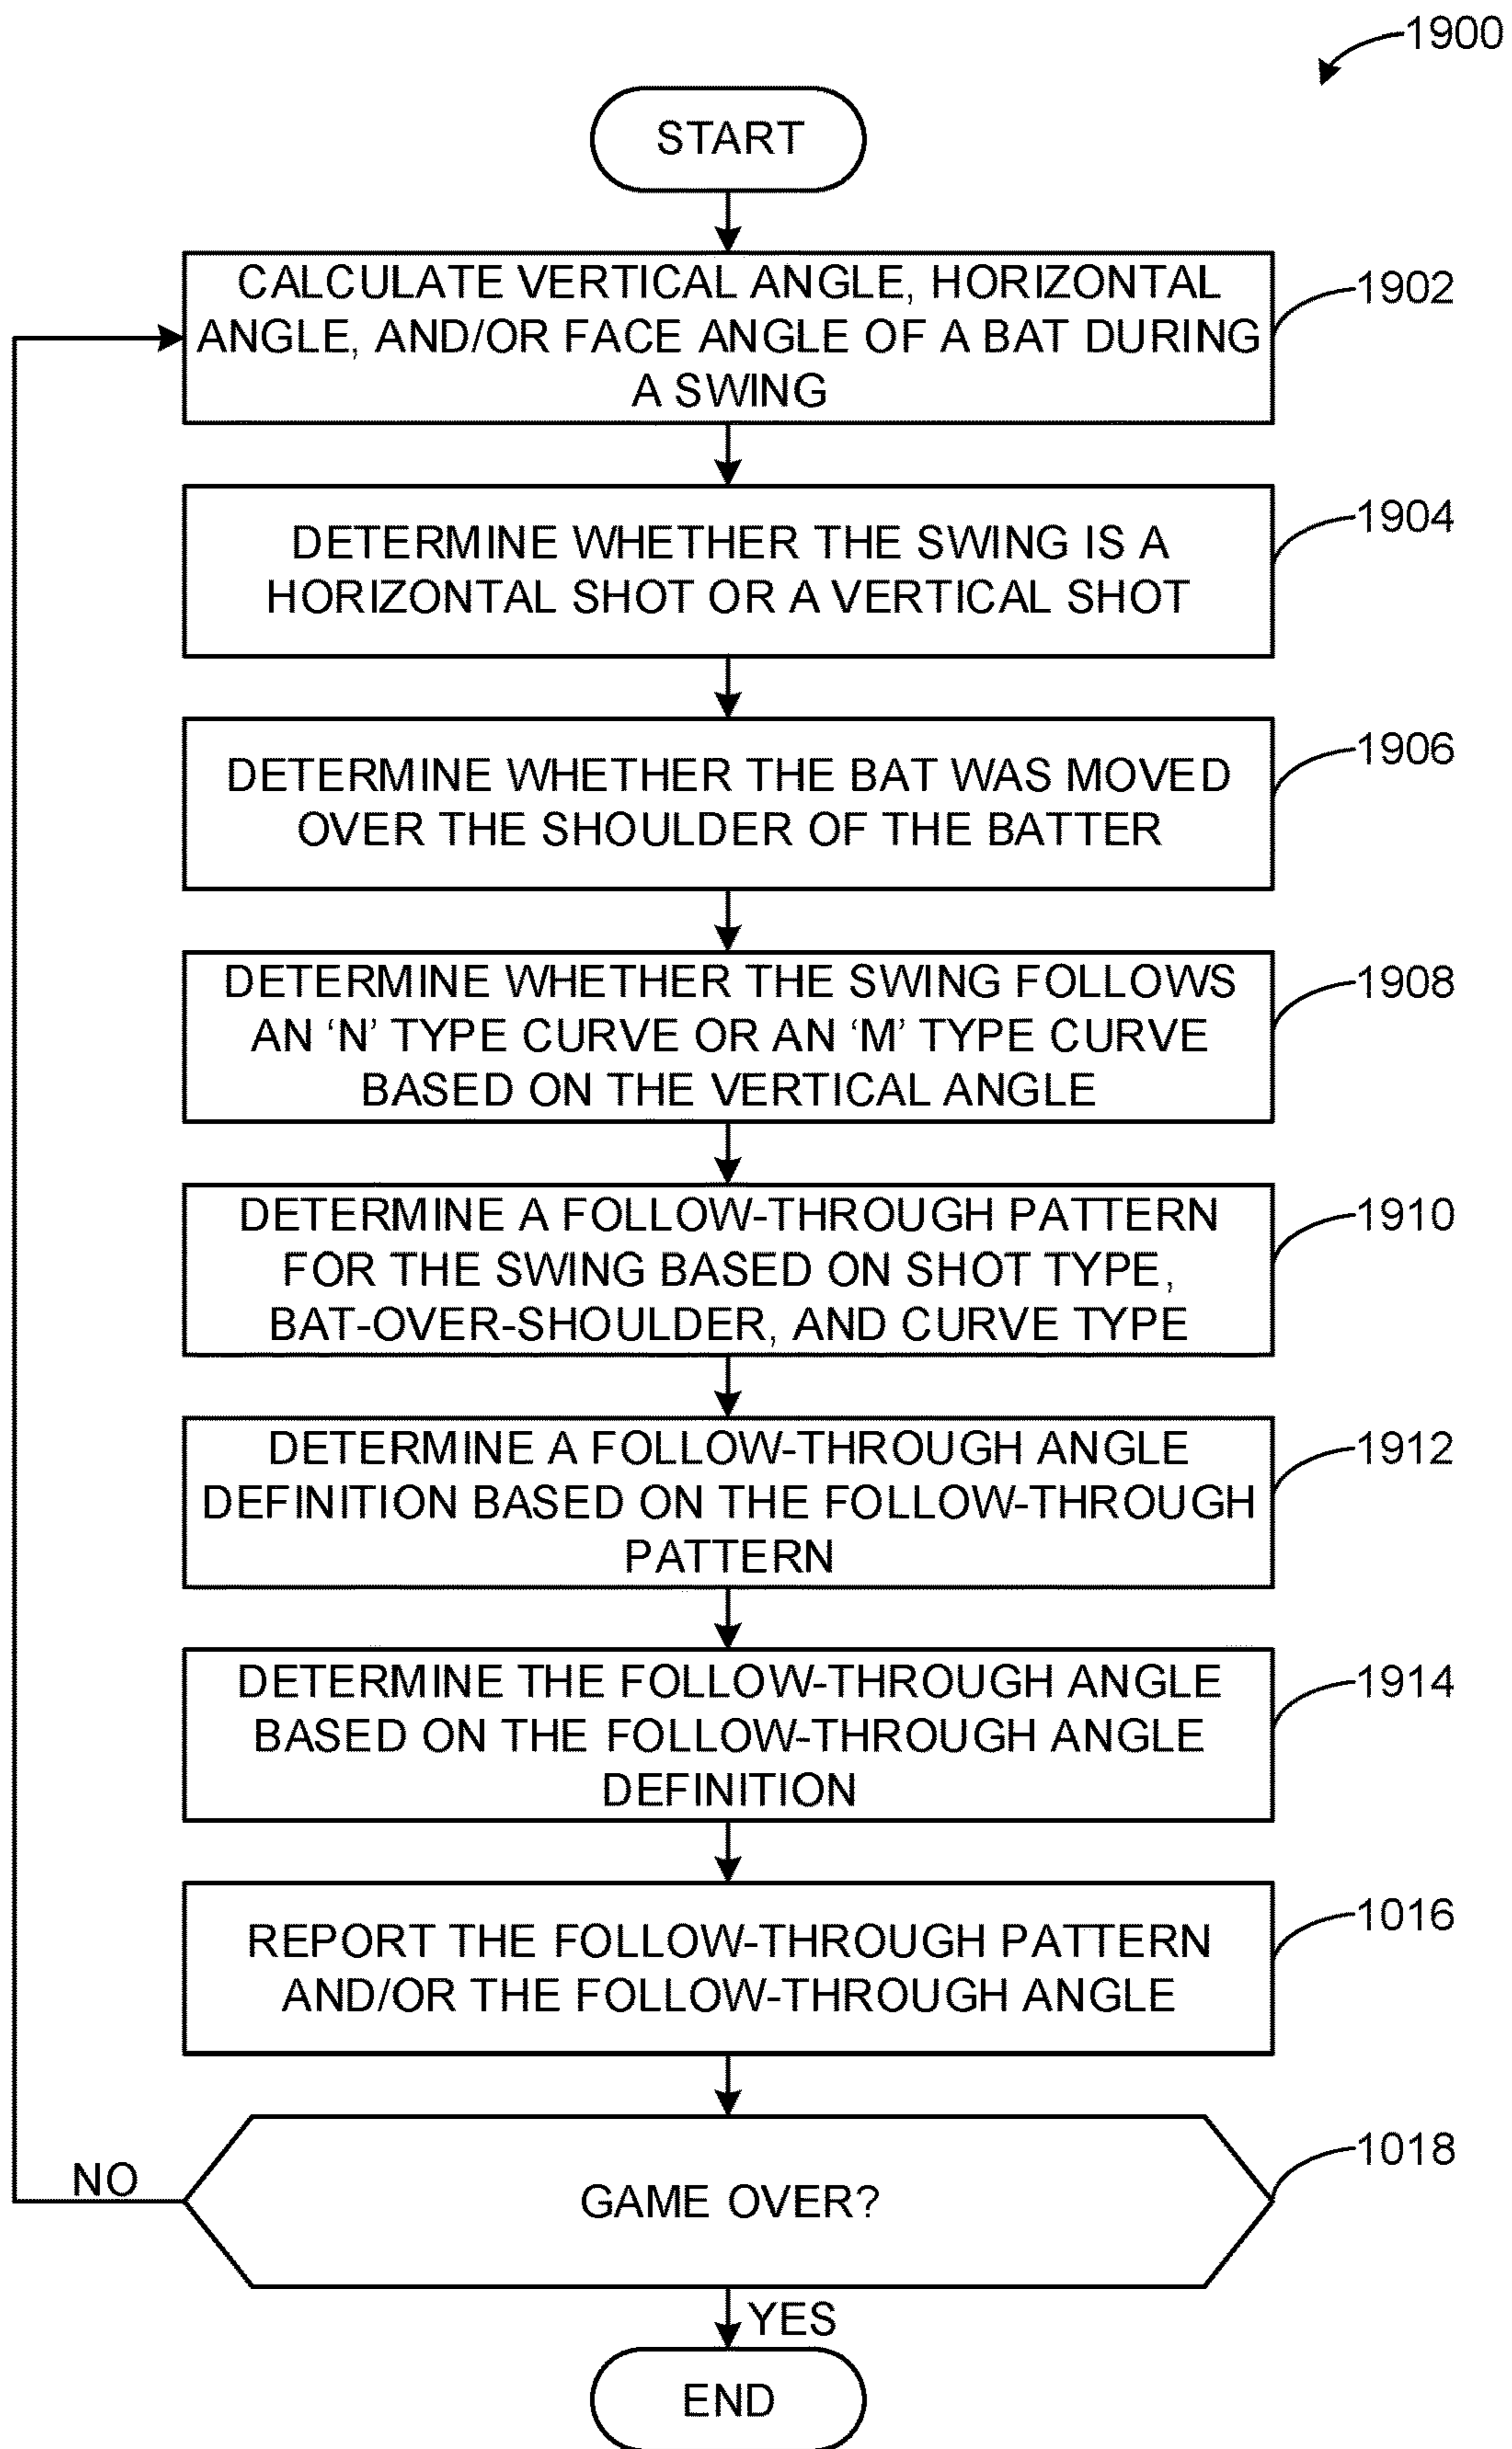 1900
START
CALCULATE VERTICAL ANGLE, HORIZONTAL
ANGLE, AND/OR FACE ANGLE OF A BAT DURING
A SWING
1902
DETERMINE WHETHER THE SWING IS A
HORIZONTAL SHOT OR A VERTICAL SHOT
1904
DETERMINE WHETHER THE BAT WAS MOVED
OVER THE SHOULDER OF THE BATTER
1906
DETERMINE WHETHER THE SWING FOLLOWS
AN ‘N’ TYPE CURVE OR AN ‘M’ TYPE CURVE
BASED ON THE VERTICAL ANGLE
1908
DETERMINE A FOLLOW-THROUGH PATTERN
FOR THE SWING BASED ON SHOT TYPE,
BAT-OVER-SHOULDER, AND CURVE TYPE
1910
DETERMINE A FOLLOW-THROUGH ANGLE
DEFINITION BASED ON THE FOLLOW-THROUGH
PATTERN
1912
DETERMINE THE FOLLOW-THROUGH ANGLE
BASED ON THE FOLLOW-THROUGH ANGLE
DEFINITION
1914
REPORT THE FOLLOW-THROUGH PATTERN
AND/OR THE FOLLOW-THROUGH ANGLE
1016
GAME OVER?
1018
NO
YES
END